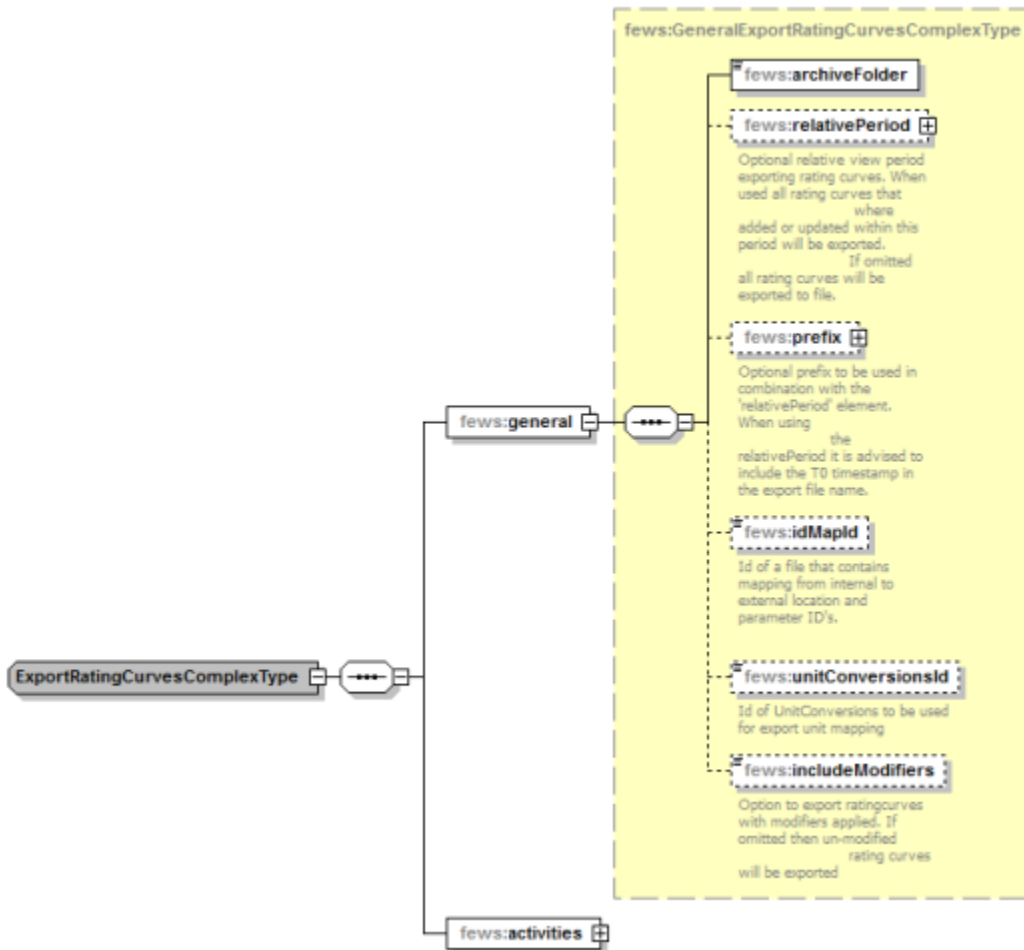 fews:GeneralExportRatingCurvesComplexType
fews:archiveFolder
fews:relativePeriod
Optional relative view period
exporting rating curves. When
used all rating curves that
where
added or updated within this
period will be exported.
If omitted
all rating curves will be
exported to file.
fews:prefix
Optional prefix to be used in
combination with the
'relativePeriod' element.
When using
the
relativePeriod it is advised to
include the T0 timestamp in
the export file name.
fews:general
fews:idMapId
Id of a file that contains
mapping from internal to
external location and
parameter ID's.
ExportRatingCurvesComplexType
fews:unitConversionsId
Id of UnitConversions to be used
for export unit mapping
fews:includeModifiers
Option to export ratingcurves
with modifiers applied. If
omitted then un-modified
rating curves
will be exported
fews:activities